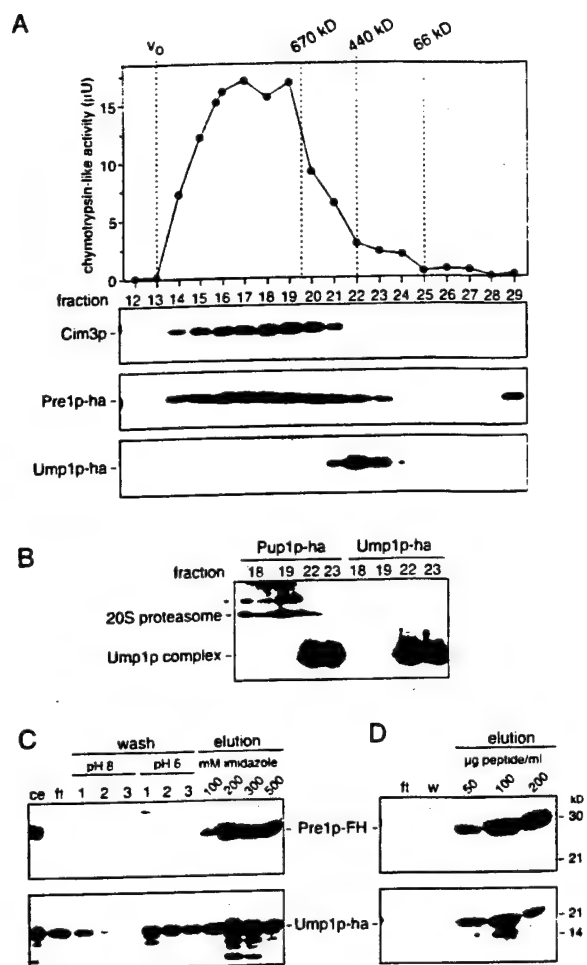 A
V₀ 670 kD 440 kD 66 kD
chymotrypsin-like activity (µU)
15
10
5
0
fraction 12 13 14 15 16 17 18 19 20 21 22 23 24 25 26 27 28 29
Cim3p
Pre1p-ha
Ump1p-ha
B
Pup1p-ha Ump1p-ha
fraction 18 19 22 23 18 19 22 23
20S proteasome
Ump1p complex
C
wash elution
pH 8 pH 6 mM imidazole
ce ft 1 2 3 1 2 3 100 200 300 500
Pre1p-FH
Ump1p-ha
D
elution
µg peptide/ml
ft w 50 100 200
kD
30
21
21
14